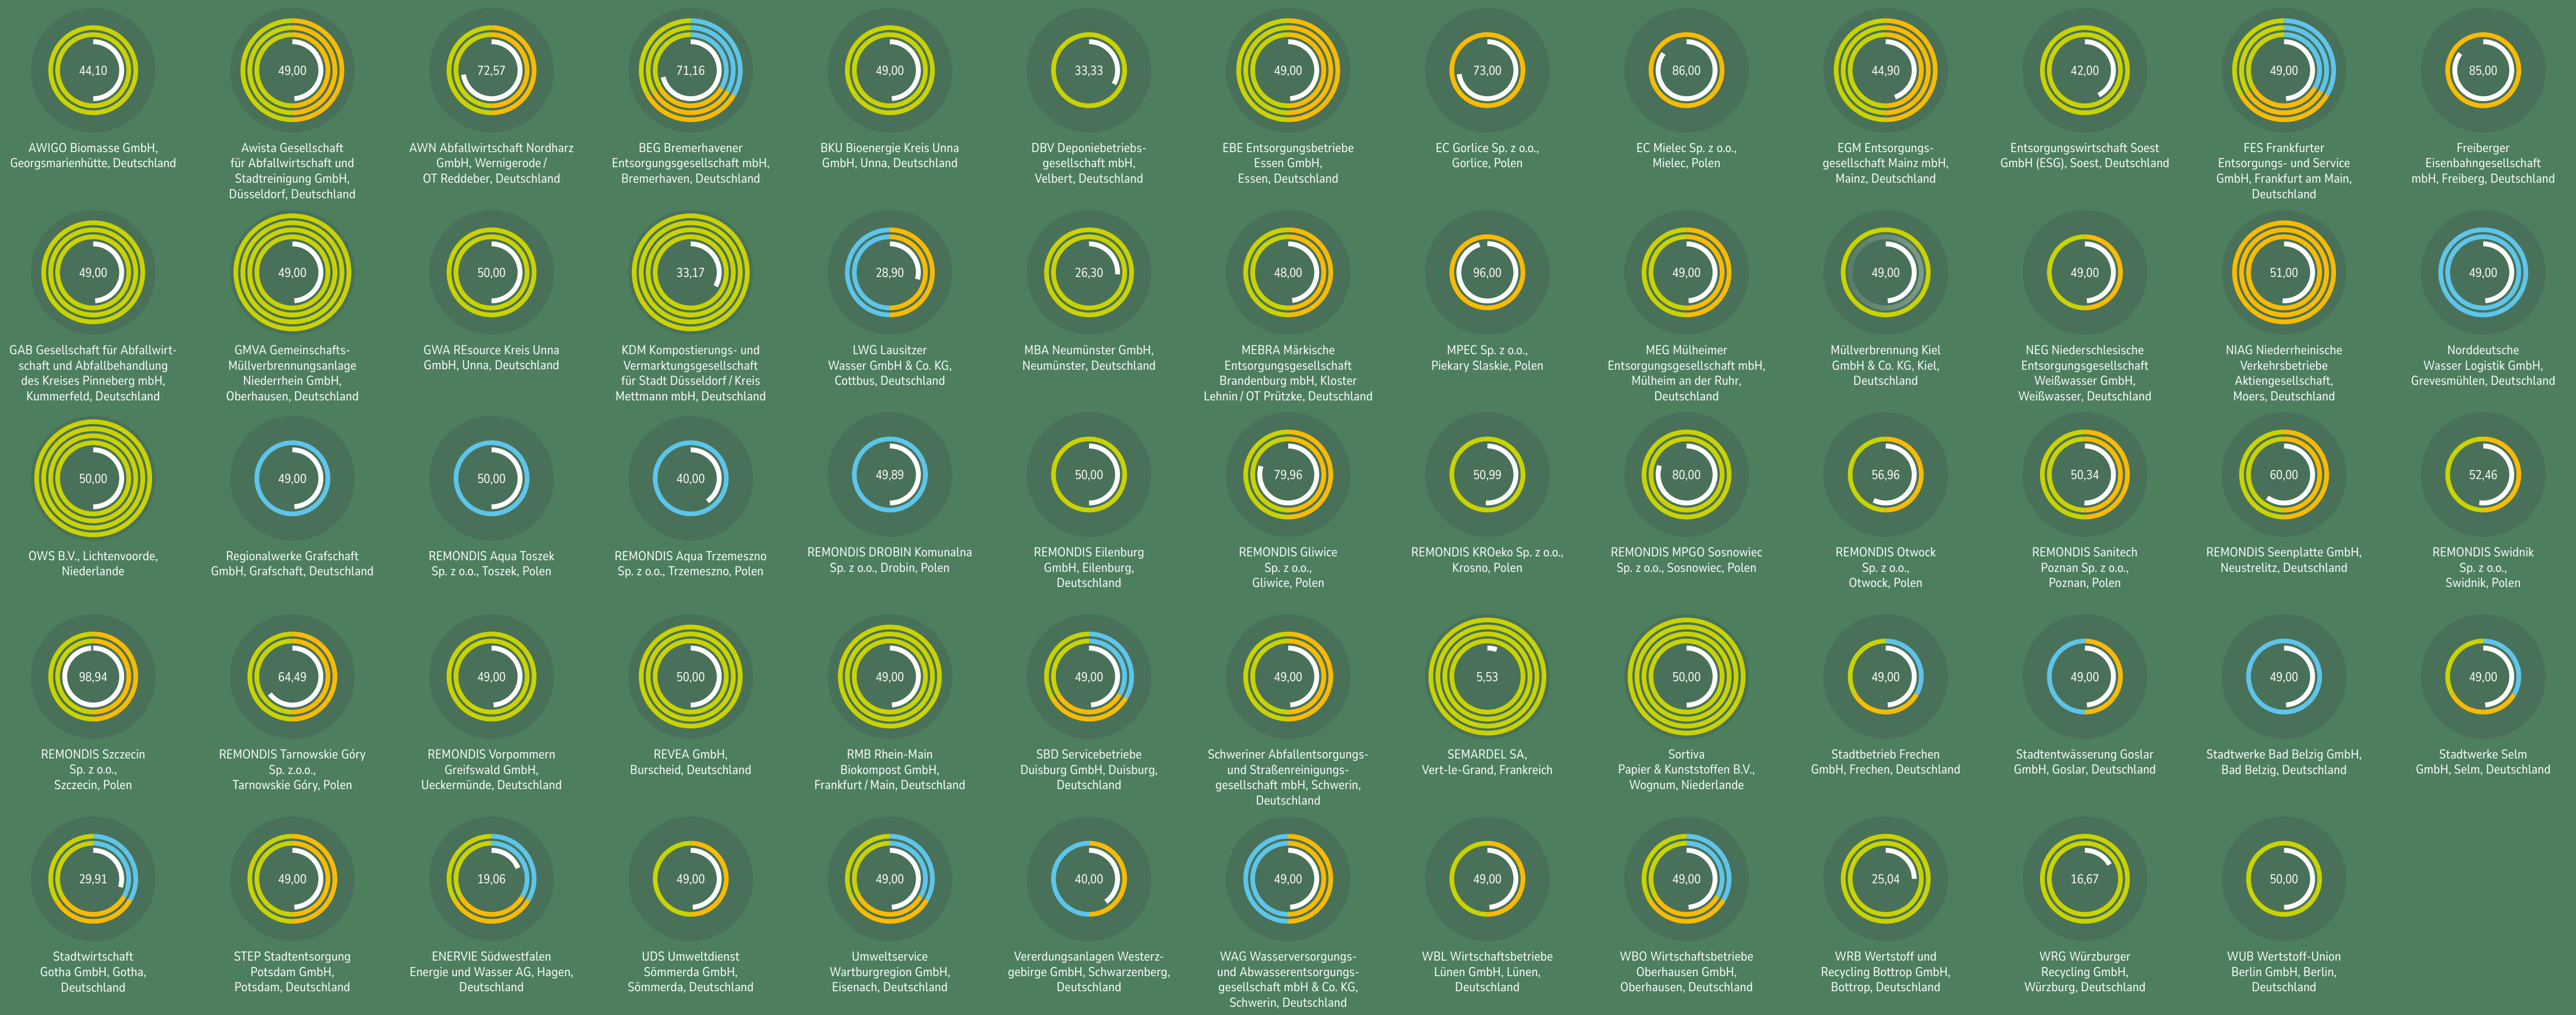 44,10
AWIGO Biomasse GmbH,
Georgsmarienhütte, Deutschland
49,00
Awista Gesellschaft
für Abfallwirtschaft und
Stadtreinigung GmbH,
Düsseldorf, Deutschland
72,57
AWN Abfallwirtschaft Nordharz
GmbH, Wernigerode /
OT Reddeber, Deutschland
71,16
BEG Bremerhavener
Entsorgungsgesellschaft mbH,
Bremerhaven, Deutschland
49,00
BKU Bioenergie Kreis Unna
GmbH, Unna, Deutschland
33,33
DBV Deponiebetriebs-
gesellschaft mbH,
Velbert, Deutschland
49,00
EBE Entsorgungsbetriebe
Essen GmbH,
Essen, Deutschland
73,00
EC Gorlice Sp. z o.o.,
Gorlice, Polen
86,00
EC Mielec Sp. z o.o.,
Mielec, Polen
44,90
EGM Entsorgungs-
gesellschaft Mainz mbH,
Mainz, Deutschland
42,00
Entsorgungswirtschaft Soest
GmbH (ESG), Soest, Deutschland
49,00
FES Frankfurter
Entsorgungs- und Service
GmbH, Frankfurt am Main,
Deutschland
85,00
Freiberger
Eisenbahngesellschaft
mbH, Freiberg, Deutschland
49,00
GAB Gesellschaft für Abfallwirt-
schaft und Abfallbehandlung
des Kreises Pinneberg mbH,
Kummerfeld, Deutschland
49,00
GMVA Gemeinschafts-
Müllverbrennungsanlage
Niederrhein GmbH,
Oberhausen, Deutschland
50,00
GWA REsource Kreis Unna
GmbH, Unna, Deutschland
33,17
KDM Kompostierungs- und
Vermarktungsgesellschaft
für Stadt Düsseldorf / Kreis
Mettmann mbH, Deutschland
28,90
LWG Lausitzer
Wasser GmbH & Co. KG,
Cottbus, Deutschland
26,30
MBA Neumünster GmbH,
Neumünster, Deutschland
48,00
MEBRA Märkische
Entsorgungsgesellschaft
Brandenburg mbH, Kloster
Lehnin / OT Prützke, Deutschland
96,00
MPEC Sp. z o.o.,
Piekary Slaskie, Polen
49,00
MEG Mülheimer
Entsorgungsgesellschaft mbH,
Mülheim an der Ruhr,
Deutschland
49,00
Müllverbrennung Kiel
GmbH & Co. KG, Kiel,
Deutschland
49,00
NEG Niederschlesische
Entsorgungsgesellschaft
Weißwasser GmbH,
Weißwasser, Deutschland
51,00
NIAG Niederrheinische
Verkehrsbetriebe
Aktiengesellschaft,
Moers, Deutschland
49,00
Norddeutsche
Wasser Logistik GmbH,
Grevesmühlen, Deutschland
50,00
OWS B.V., Lichtenvoorde,
Niederlande
49,00
Regionalwerke Grafschaft
GmbH, Grafschaft, Deutschland
50,00
REMONDIS Aqua Toszek
Sp. z o.o., Toszek, Polen
40,00
REMONDIS Aqua Trzemeszno
Sp. z o.o., Trzemeszno, Polen
49,89
REMONDIS DROBIN Komunalna
Sp. z o.o., Drobin, Polen
50,00
REMONDIS Eilenburg
GmbH, Eilenburg,
Deutschland
79,96
REMONDIS Gliwice
Sp. z o.o.,
Gliwice, Polen
50,99
REMONDIS KROeko Sp. z o.o.,
Krosno, Polen
80,00
REMONDIS MPGO Sosnowiec
Sp. z o.o., Sosnowiec, Polen
56,96
REMONDIS Otwock
Sp. z o.o.,
Otwock, Polen
50,34
REMONDIS Sanitech
Poznan Sp. z o.o.,
Poznan, Polen
60,00
REMONDIS Seenplatte GmbH,
Neustrelitz, Deutschland
52,46
REMONDIS Swidnik
Sp. z o.o.,
Swidnik, Polen
98,94
REMONDIS Szczecin
Sp. z o.o.,
Szczecin, Polen
64,49
REMONDIS Tarnowskie Góry
Sp. z.o.o.,
Tarnowskie Góry, Polen
49,00
REMONDIS Vorpommern
Greifswald GmbH,
Ueckermünde, Deutschland
50,00
REVEA GmbH,
Burscheid, Deutschland
49,00
RMB Rhein-Main
Biokompost GmbH,
Frankfurt / Main, Deutschland
49,00
SBD Servicebetriebe
Duisburg GmbH, Duisburg,
Deutschland
49,00
Schweriner Abfallentsorgungs-
und Straßenreinigungs-
gesellschaft mbH, Schwerin,
Deutschland
5,53
SEMARDEL SA,
Vert-le-Grand, Frankreich
50,00
Sortiva
Papier & Kunststoffen B.V.,
Wognum, Niederlande
49,00
Stadtbetrieb Frechen
GmbH, Frechen, Deutschland
49,00
Stadtentwässerung Goslar
GmbH, Goslar, Deutschland
49,00
Stadtwerke Bad Belzig GmbH,
Bad Belzig, Deutschland
49,00
Stadtwerke Selm
GmbH, Selm, Deutschland
29,91
Stadtwirtschaft
Gotha GmbH, Gotha,
Deutschland
49,00
STEP Stadtentsorgung
Potsdam GmbH,
Potsdam, Deutschland
19,06
ENERVIE Südwestfalen
Energie und Wasser AG, Hagen,
Deutschland
49,00
UDS Umweltdienst
Sömmerda GmbH,
Sömmerda, Deutschland
49,00
Umweltservice
Wartburgregion GmbH,
Eisenach, Deutschland
40,00
Vererdungsanlagen Westerz-
gebirge GmbH, Schwarzenberg,
Deutschland
49,00
WAG Wasserversorgungs-
und Abwasserentsorgungs-
gesellschaft mbH & Co. KG,
Schwerin, Deutschland
49,00
WBL Wirtschaftsbetriebe
Lünen GmbH, Lünen,
Deutschland
49,00
WBO Wirtschaftsbetriebe
Oberhausen GmbH,
Oberhausen, Deutschland
25,04
WRB Wertstoff und
Recycling Bottrop GmbH,
Bottrop, Deutschland
16,67
WRG Würzburger
Recycling GmbH,
Würzburg, Deutschland
50,00
WUB Wertstoff-Union
Berlin GmbH, Berlin,
Deutschland